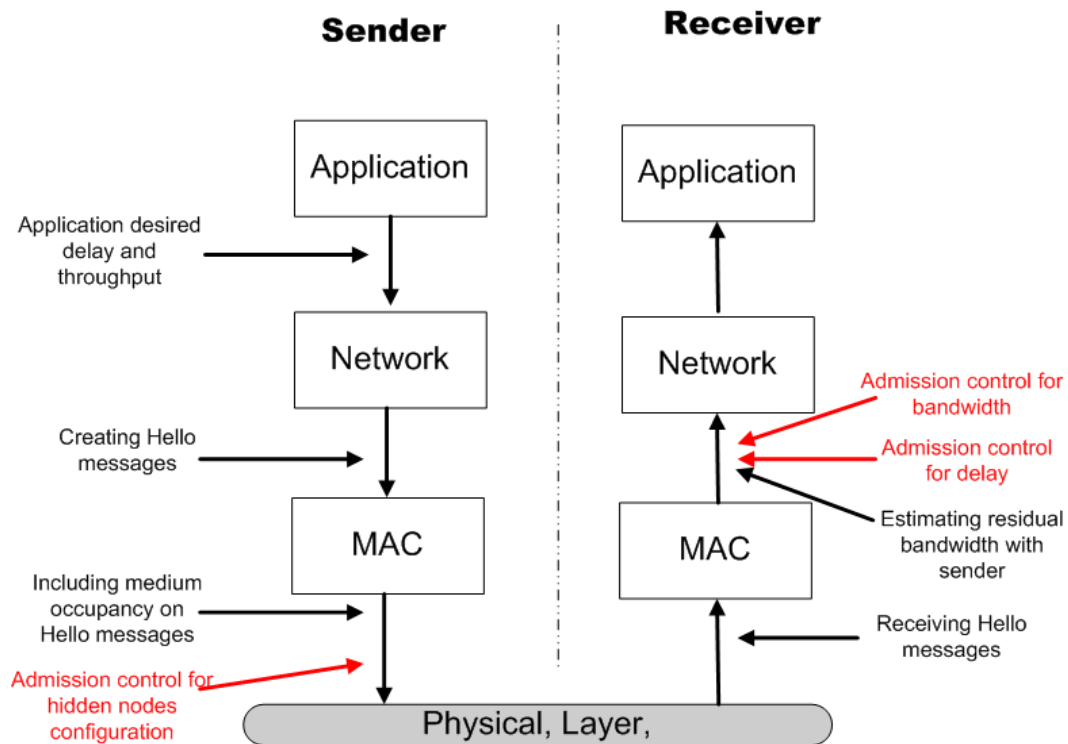 Sender
Receiver
Application
Application
Application desired
delay and
throughput
Network
Network
Admission control for
bandwidth
Creating Hello
messages
Admission control
for delay
MAC
MAC
Estimating residual
bandwidth with
sender
Including medium
occupancy on
Hello messages
Receiving Hello
messages
Admission control for
hidden nodes
configuration
Physical, Layer,